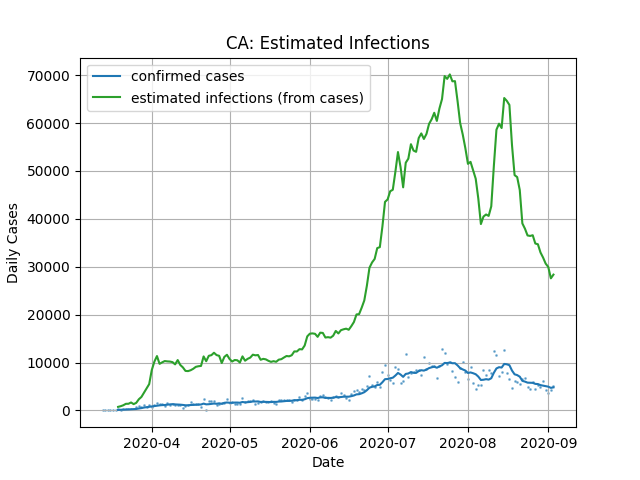 CA: Estimated Infections
confirmed cases
estimated infections (from cases)
Daily Cases
70000
60000
50000
40000
30000
20000
10000
0
2020-04
2020-05
2020-06
2020-07
2020-08
2020-09
Date